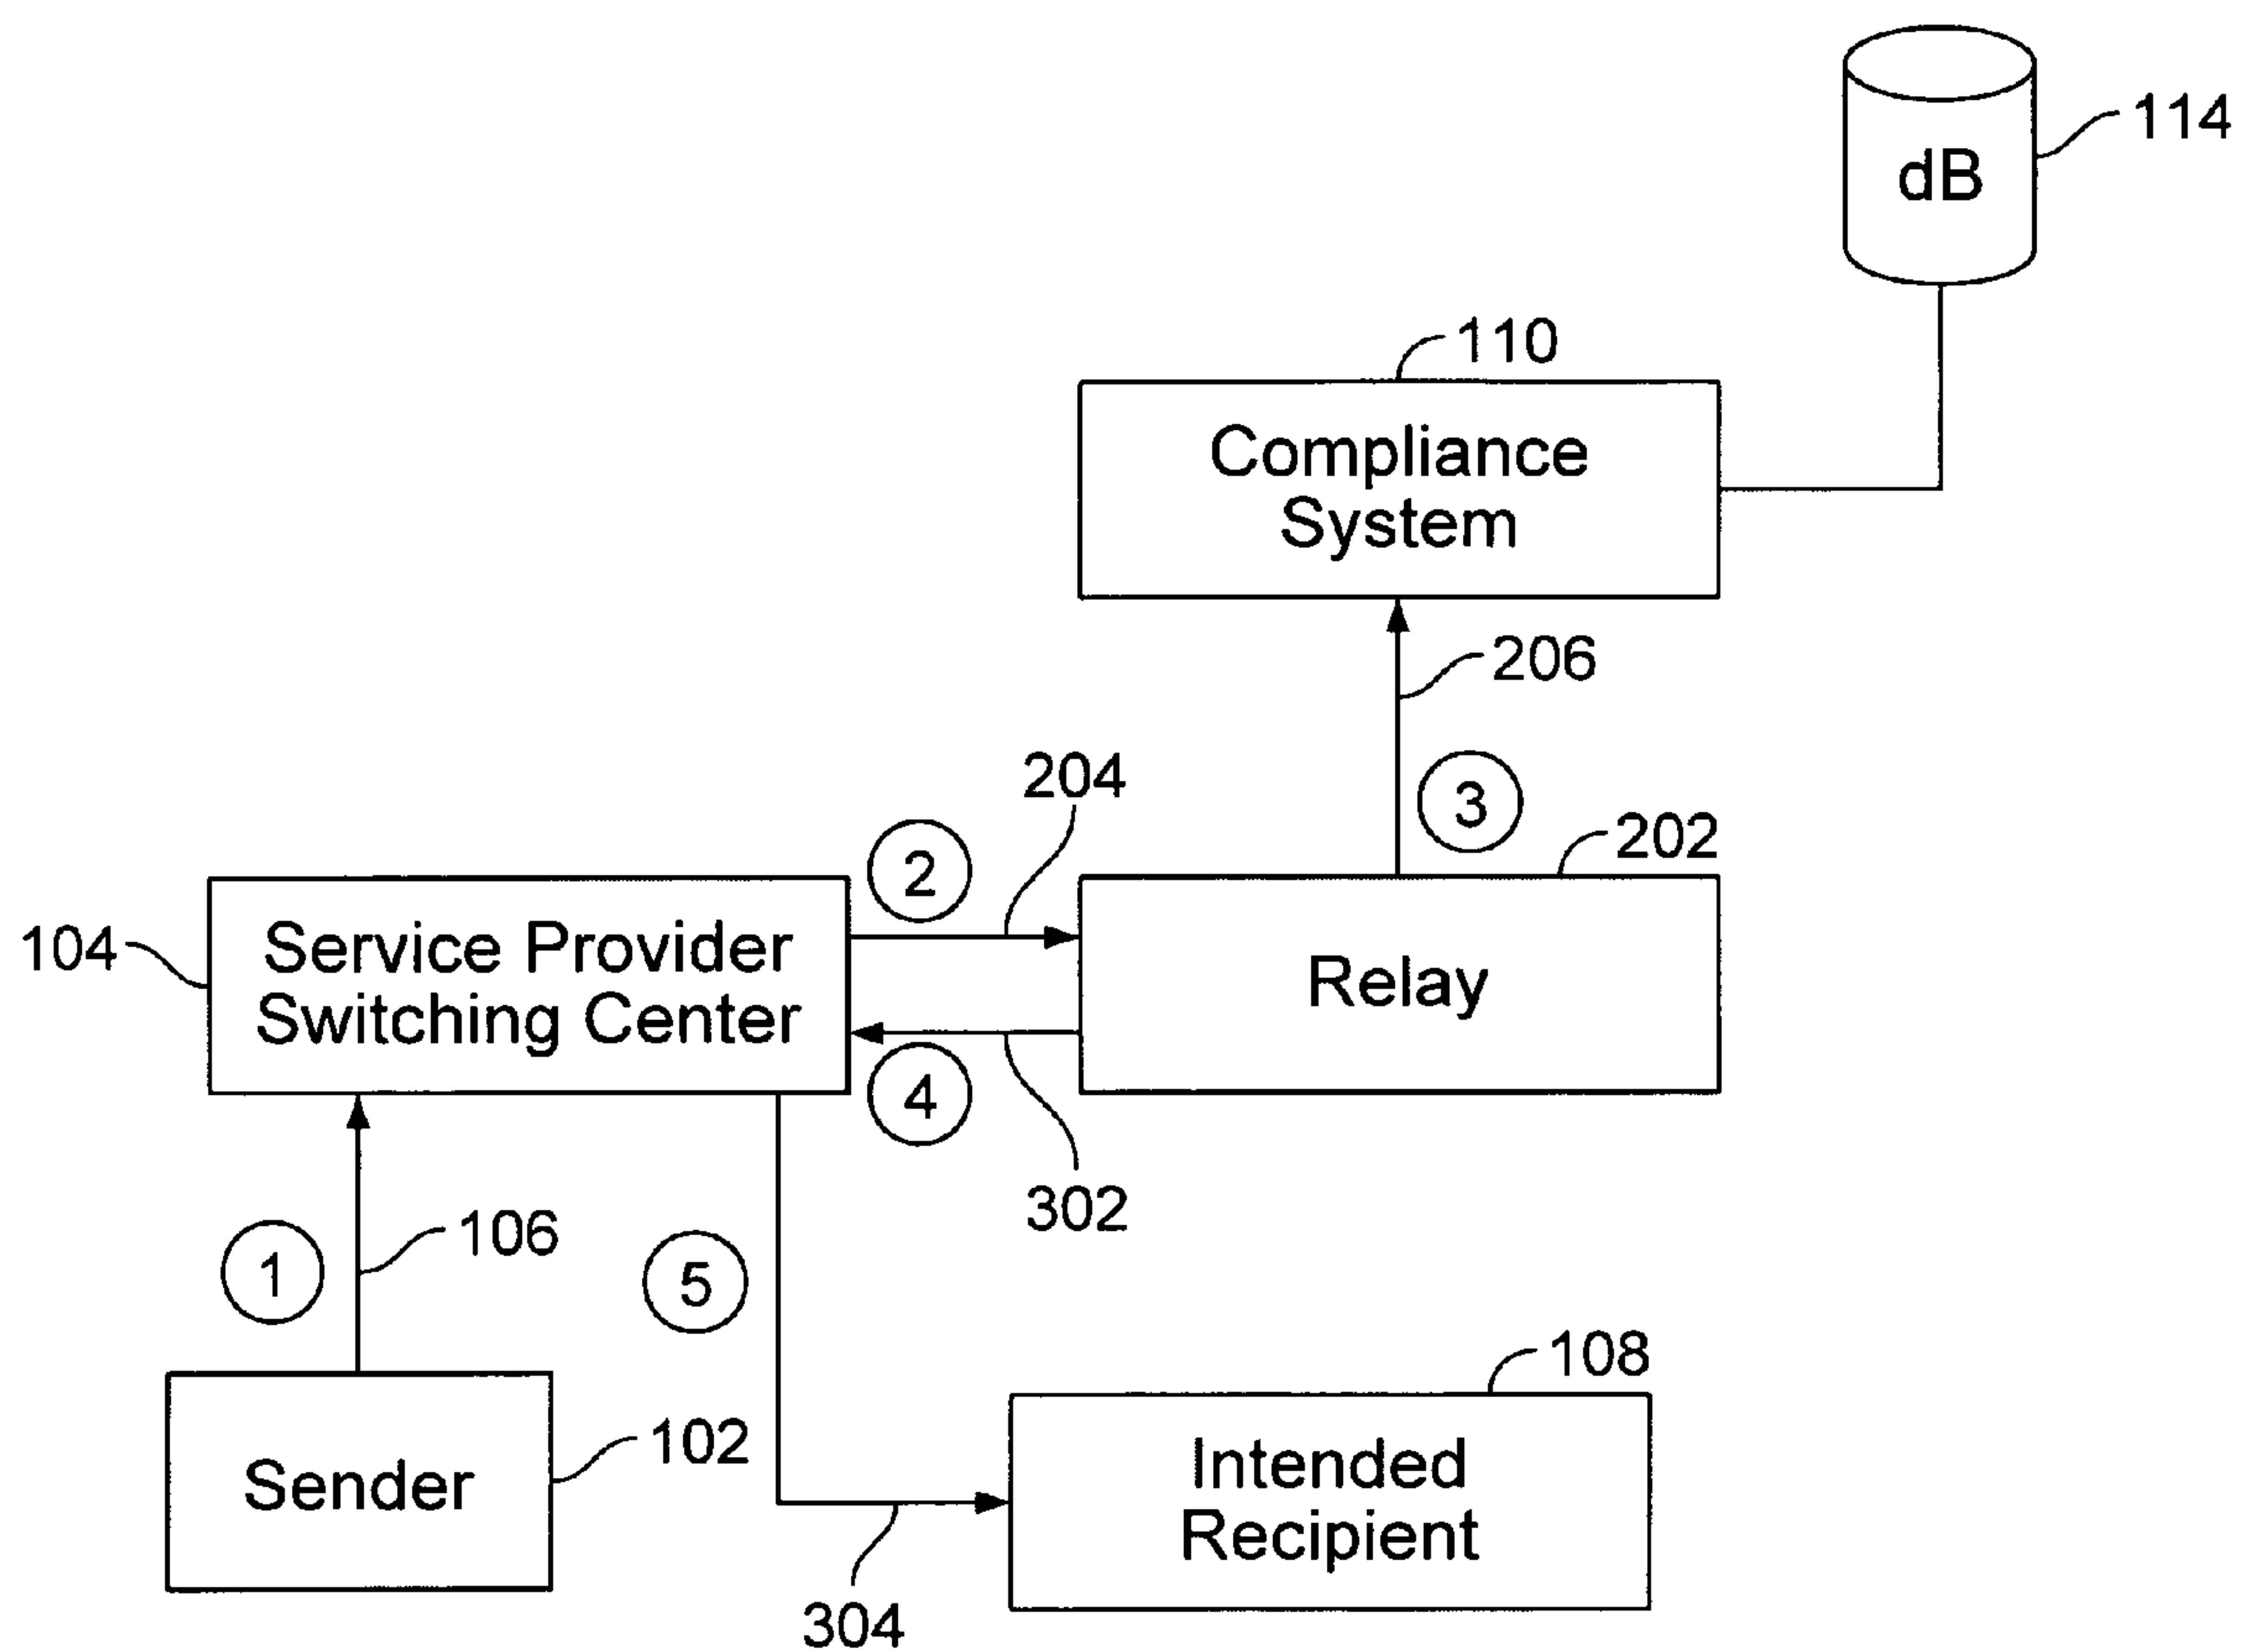 dB
114
110
Compliance
System
206
204
3
202
2
104
Service Provider
Switching Center
Relay
4
302
106
1
5
108
102
Sender
Intended
Recipient
304